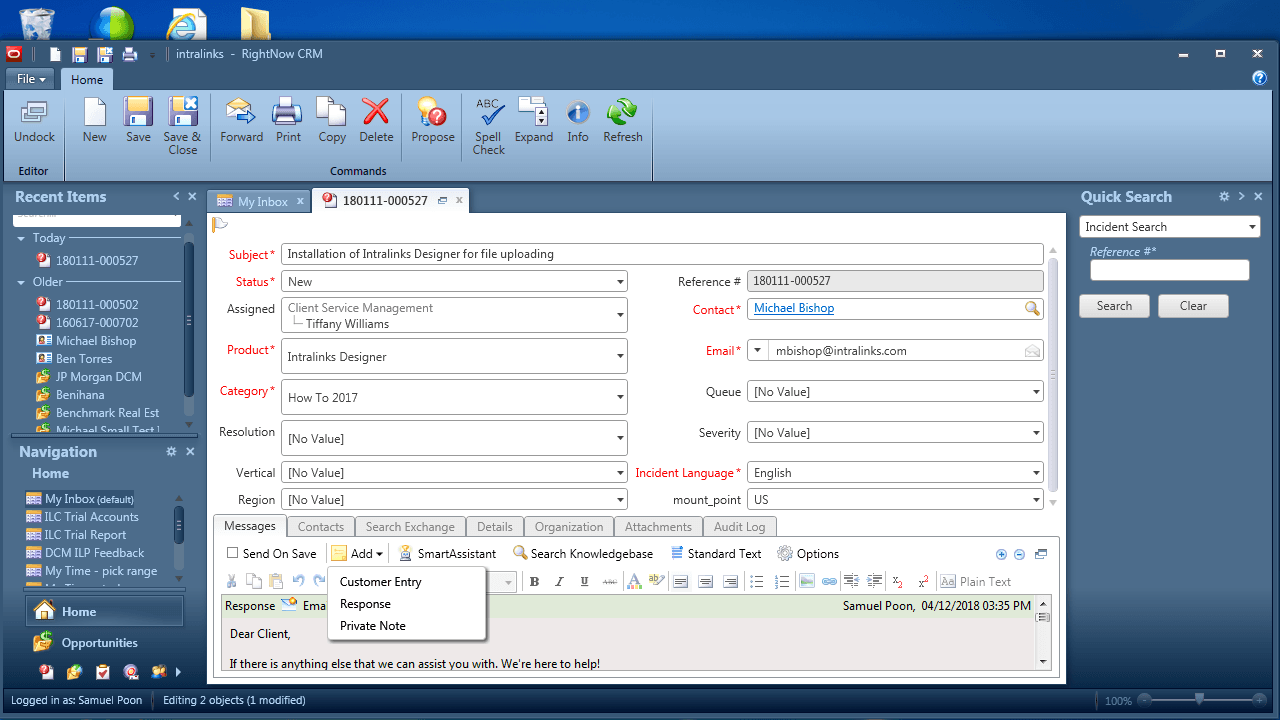 intralinks - RightNow CRM
File
Home
Undock
New
Save
Save & Close
Forward
Print
Copy
Delete
Propose
ABC
Spell Check
Expand
Info
Refresh
Editor
Commands
Recent Items
Today
180111-000527
Older
180111-000502
160617-000702
Michael Bishop
Ben Torres
JP Morgan DCM
Benihana
Benchmark Real Est
Michael Small Test
Navigation
Home
My Inbox (default)
ILC Trial Accounts
ILC Trial Report
DCM ILP Feedback
My Time - pick range
Home
Opportunities
My Inbox x
180111-000527
Subject* Installation of Intralinks Designer for file uploading
Status* New
Reference # 180111-000527
Assigned Client Service Management
Tiffany Williams
Contact* Michael Bishop
Product* Intralinks Designer
Email* mbishop@intralinks.com
Category* How To 2017
Queue [No Value]
Resolution [No Value]
Severity [No Value]
Vertical [No Value]
Incident Language* English
Region [No Value]
mount_point US
Messages Contacts Search Exchange Details Organization Attachments Audit Log
Send On Save Add SmartAssistant Search Knowledgebase Standard Text Options
B I U ABC A Aa Plain Text
Customer Entry
Response
Private Note
Response Ema
Samuel Poon, 04/12/2018 03:35 PM
Dear Client,
If there is anything else that we can assist you with. We're here to help!
Quick Search
Incident Search
Reference #*
Search Clear
Logged in as: Samuel Poon Editing 2 objects (1 modified)
100%